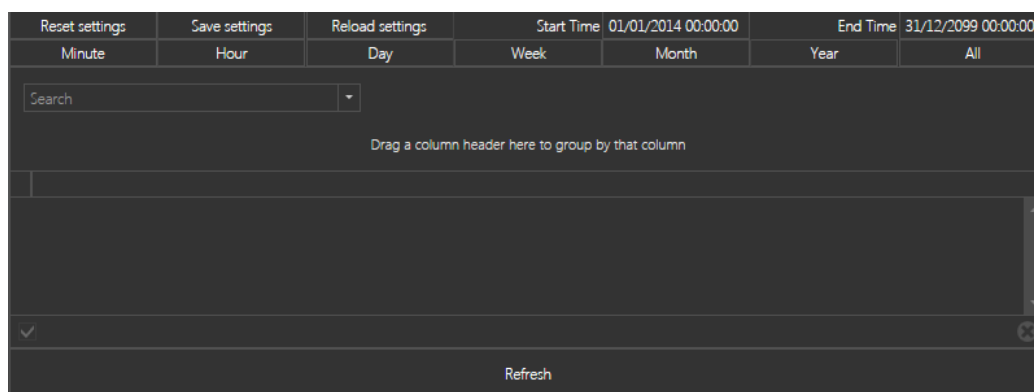 Reset settings Save settings Reload settings Start Time 01/01/2014 00:00:00 End Time 31/12/2099 00:00:00
Minute Hour Day Week Month Year All
Search
Drag a column header here to group by that column
Refresh